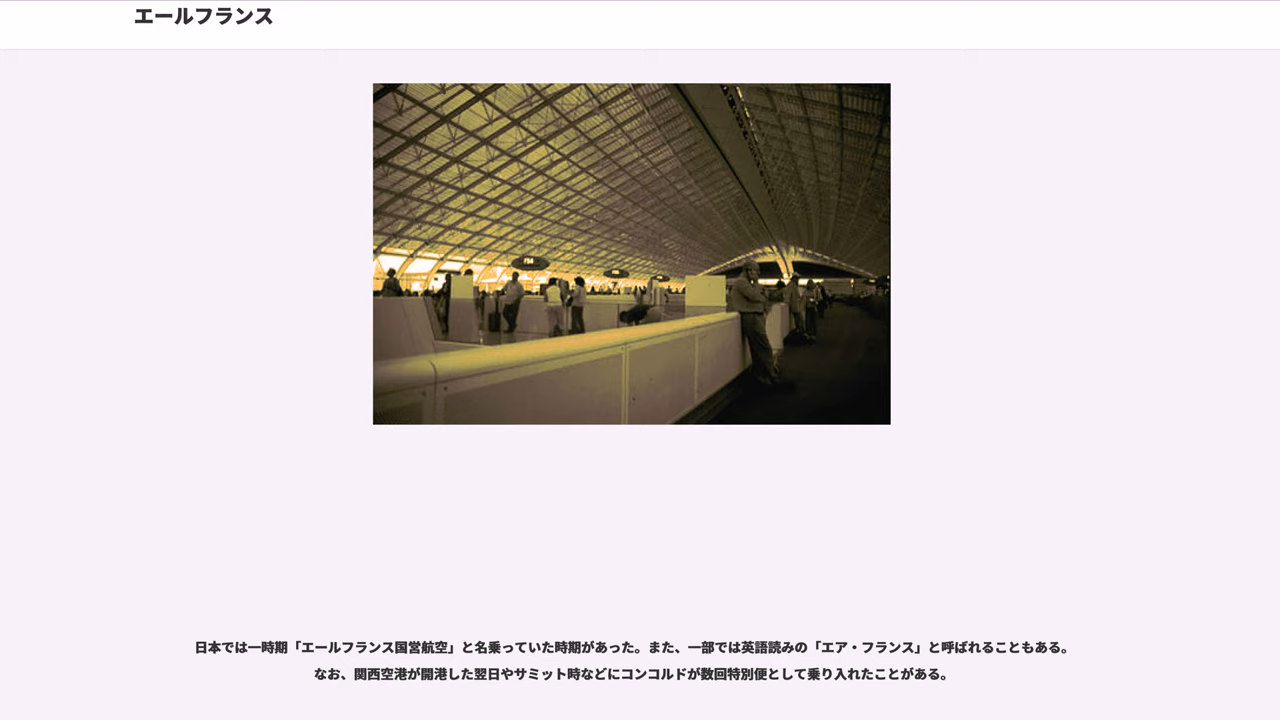 エールフランス
日本では一時期「エールフランス国営航空」と名乗っていた時期があった。また、一部では英語読みの「エア・フランス」と呼ばれることもある。
なお、関西空港が開港した翌日やサミット時などにコンコルドが数回特別便として乗り入れたことがある。